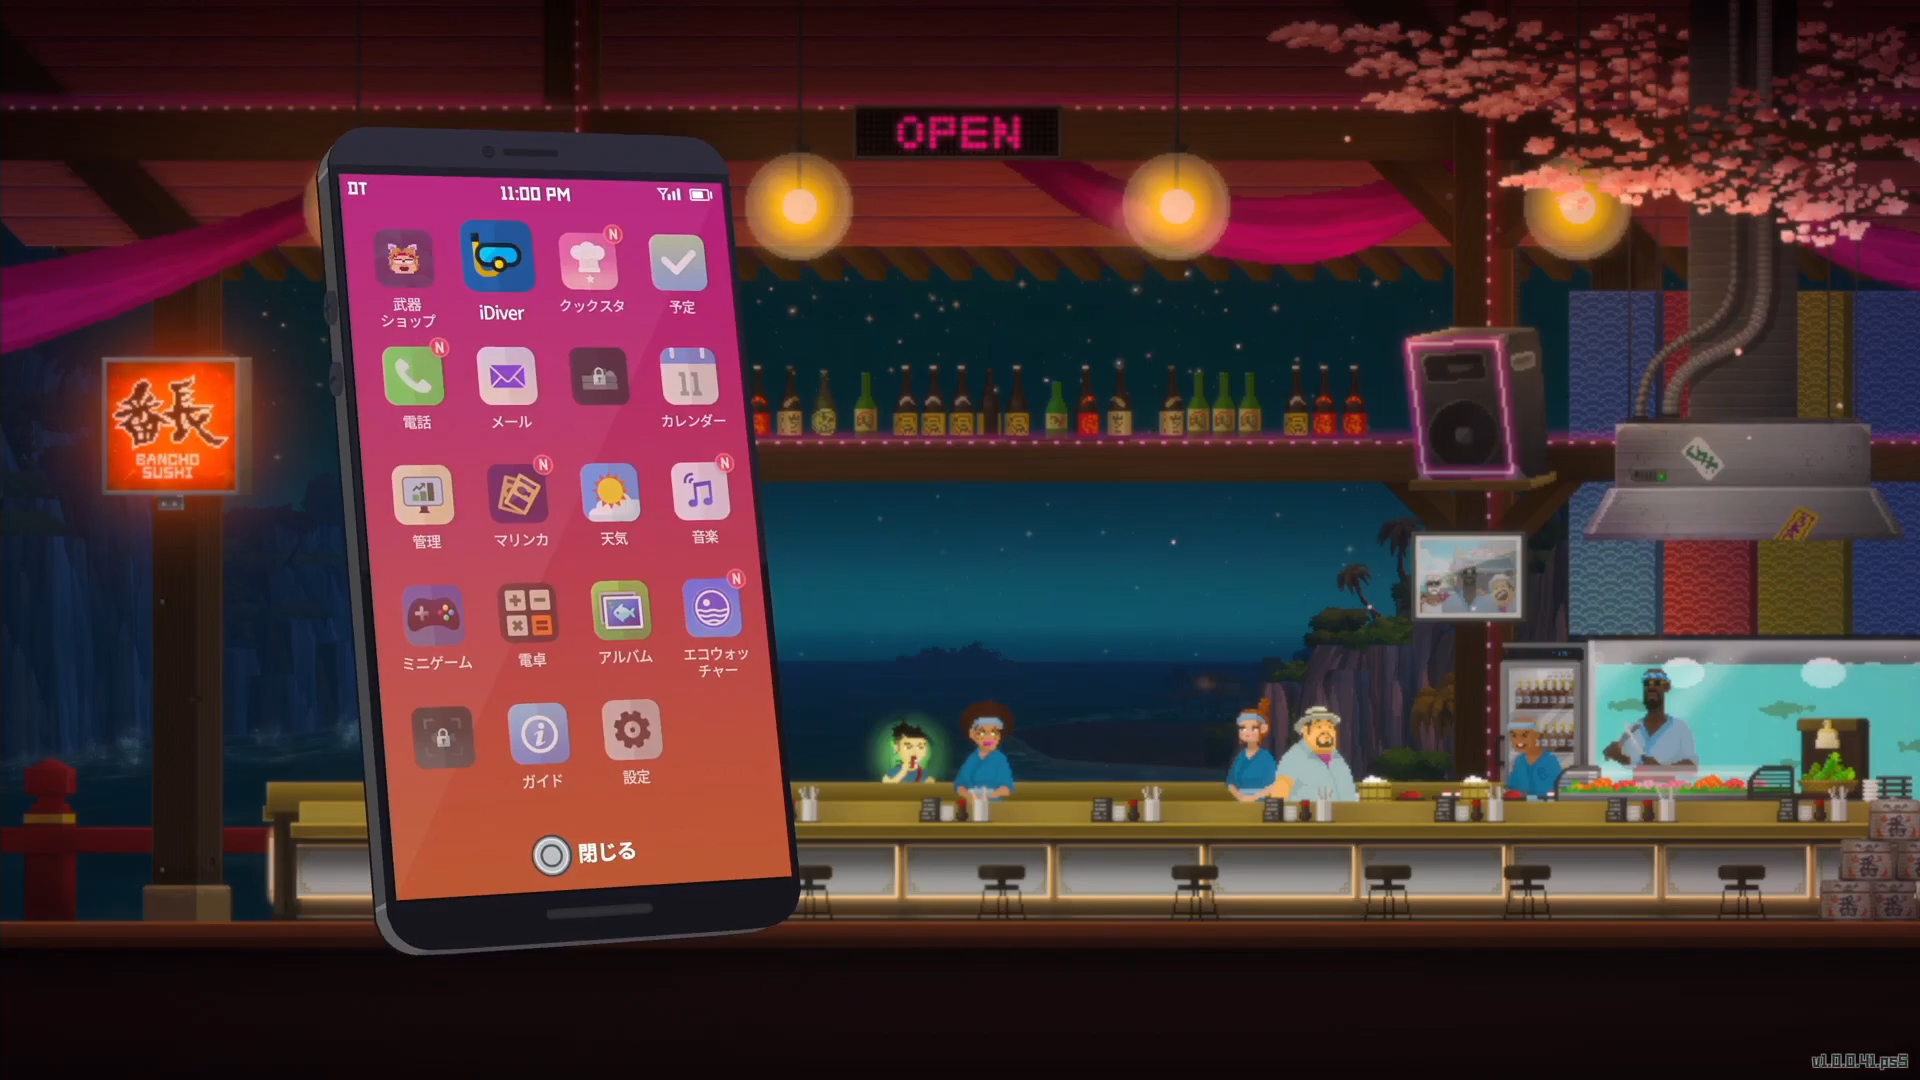 OPEN
DT
11:00 PM
武器
ショップ
iDiver
N
クックスタ
予定
N
電話
メール
11
カレンダー
管理
N
マリンカ
天気
N
音楽
ミニゲーム
電卓
アルバム
N
エコウォッ
チャー
ガイド
設定
閉じる
番長
BANCHO
SUSHI
v1.0.0.41.ps5